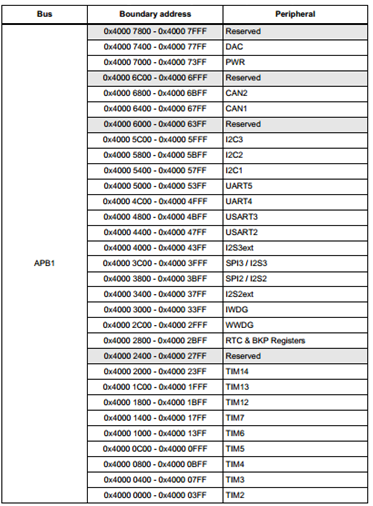 Bus Boundary address Peripheral
0x4000 7800 - 0x4000 7FFF Reserved
0x4000 7400 - 0x4000 77FF DAC
0x4000 7000 - 0x4000 73FF PWR
0x4000 6C00 - 0x4000 6FFF Reserved
0x4000 6800 - 0x4000 6BFF CAN2
0x4000 6400 - 0x4000 67FF CAN1
0x4000 6000 - 0x4000 63FF Reserved
0x4000 5C00 - 0x4000 5FFF I2C3
0x4000 5800 - 0x4000 5BFF I2C2
0x4000 5400 - 0x4000 57FF I2C1
0x4000 5000 - 0x4000 53FF UART5
0x4000 4C00 - 0x4000 4FFF UART4
0x4000 4800 - 0x4000 4BFF USART3
0x4000 4400 - 0x4000 47FF USART2
0x4000 4000 - 0x4000 43FF I2S3ext
APB1 0x4000 3C00 - 0x4000 3FFF SPI3 / I2S3
0x4000 3800 - 0x4000 3BFF SPI2 / I2S2
0x4000 3400 - 0x4000 37FF I2S2ext
0x4000 3000 - 0x4000 33FF IWDG
0x4000 2C00 - 0x4000 2FFF WWDG
0x4000 2800 - 0x4000 2BFF RTC & BKP Registers
0x4000 2400 - 0x4000 27FF Reserved
0x4000 2000 - 0x4000 23FF TIM14
0x4000 1C00 - 0x4000 1FFF TIM13
0x4000 1800 - 0x4000 1BFF TIM12
0x4000 1400 - 0x4000 17FF TIM7
0x4000 1000 - 0x4000 13FF TIM6
0x4000 0C00 - 0x4000 0FFF TIM5
0x4000 0800 - 0x4000 0BFF TIM4
0x4000 0400 - 0x4000 07FF TIM3
0x4000 0000 - 0x4000 03FF TIM2